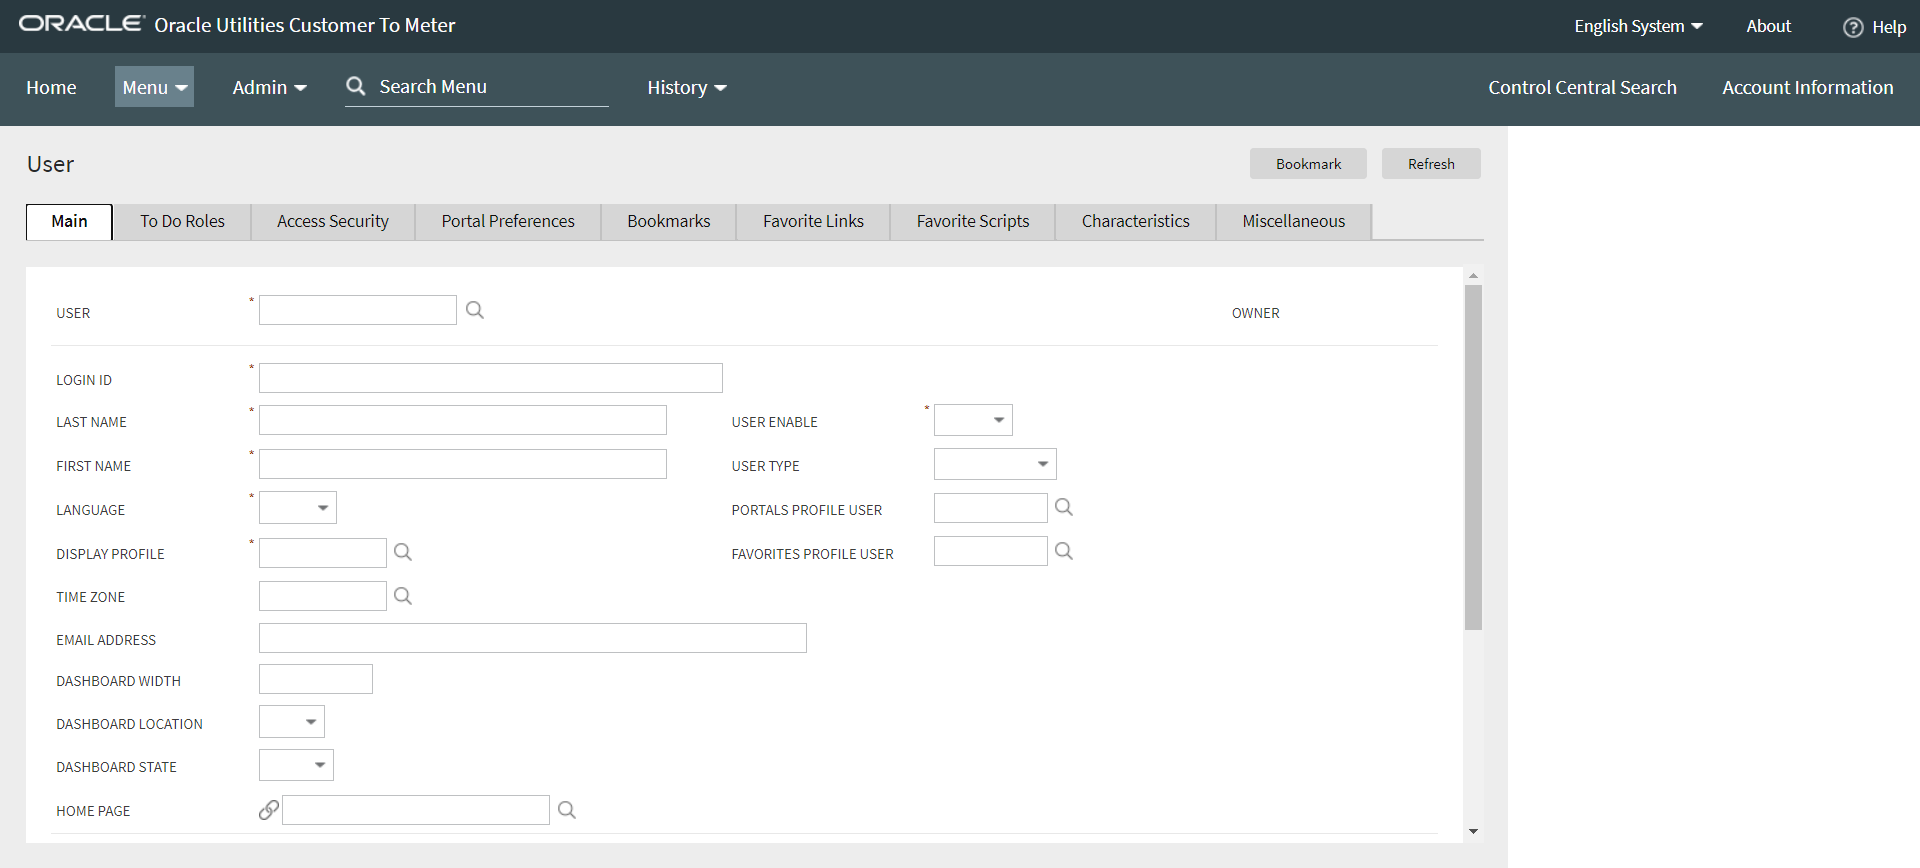 ORACLE Oracle Utilities Customer To Meter English System About Help
Home Menu Admin Search Menu History Control Central Search Account Information
User Bookmark Refresh
Main To Do Roles Access Security Portal Preferences Bookmarks Favorite Links Favorite Scripts Characteristics Miscellaneous
USER * OWNER
LOGIN ID *
LAST NAME * USER ENABLE *
FIRST NAME * USER TYPE
LANGUAGE * PORTALS PROFILE USER
DISPLAY PROFILE * FAVORITES PROFILE USER
TIME ZONE
EMAIL ADDRESS
DASHBOARD WIDTH
DASHBOARD LOCATION
DASHBOARD STATE
HOME PAGE